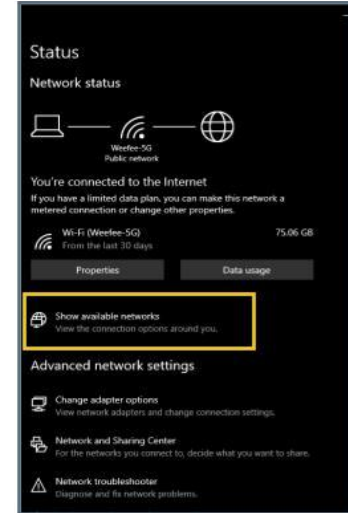 Status
Network status
Weefee-5G
Public network
You're connected to the Internet
If you have a limited data plan, you can make this network a
metered connection or change other properties.
Wi-Fi (Weefee-5G) 75.06 GB
From the last 30 days
Properties Data usage
Show available networks
View the connection options around you.
Advanced network settings
Change adapter options
View network adapters and change connection settings.
Network and Sharing Center
For the networks you connect to, decide what you want to share.
Network troubleshooter
Diagnose and fix network problems.